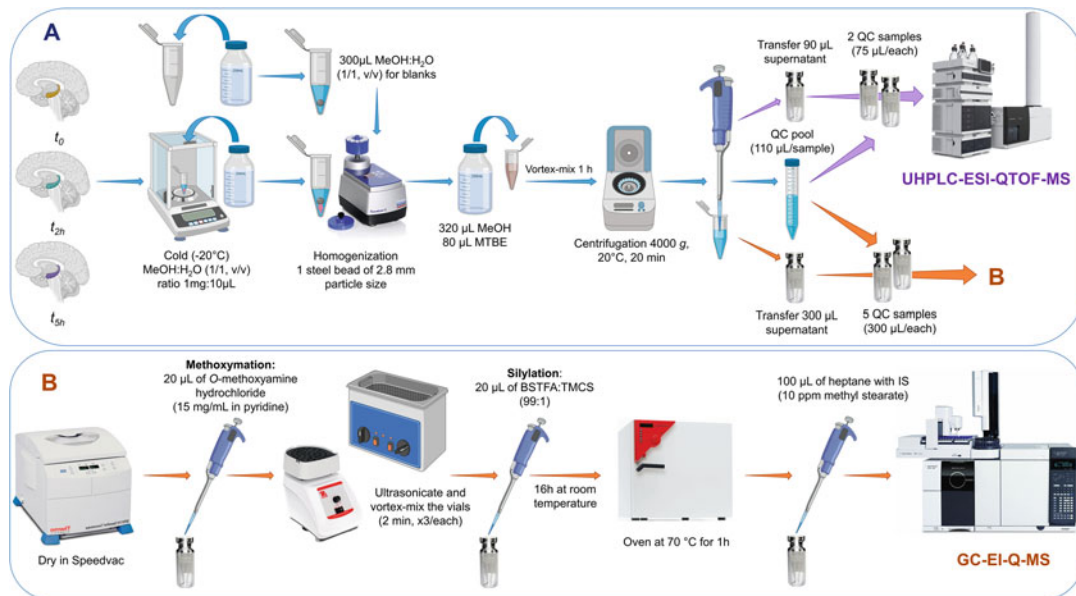 A
t0
t2h
t5h
300µL MeOH:H2O
(1/1, v/v) for blanks
Cold (-20°C)
MeOH:H2O (1/1, v/v)
ratio 1mg:10µL
Homogenization
1 steel bead of 2.8 mm
particle size
320 µL MeOH
80 µL MTBE
Vortex-mix 1 h
Centrifugation 4000 g,
20°C, 20 min
Transfer 90 µL
supernatant
2 QC samples
(75 µL/each)
QC pool
(110 µL/sample)
UHPLC-ESI-QTOF-MS
Transfer 300 µL
supernatant
5 QC samples
(300 µL/each)
B
B
Dry in Speedvac
Methoxymation:
20 µL of O-methoxyamine
hydrochloride
(15 mg/mL in pyridine)
Ultrasonicate and
vortex-mix the vials
(2 min, x3/each)
Silylation:
20 µL of BSTFA:TMCS
(99:1)
16h at room
temperature
Oven at 70 °C for 1h
100 µL of heptane with IS
(10 ppm methyl stearate)
GC-EI-Q-MS